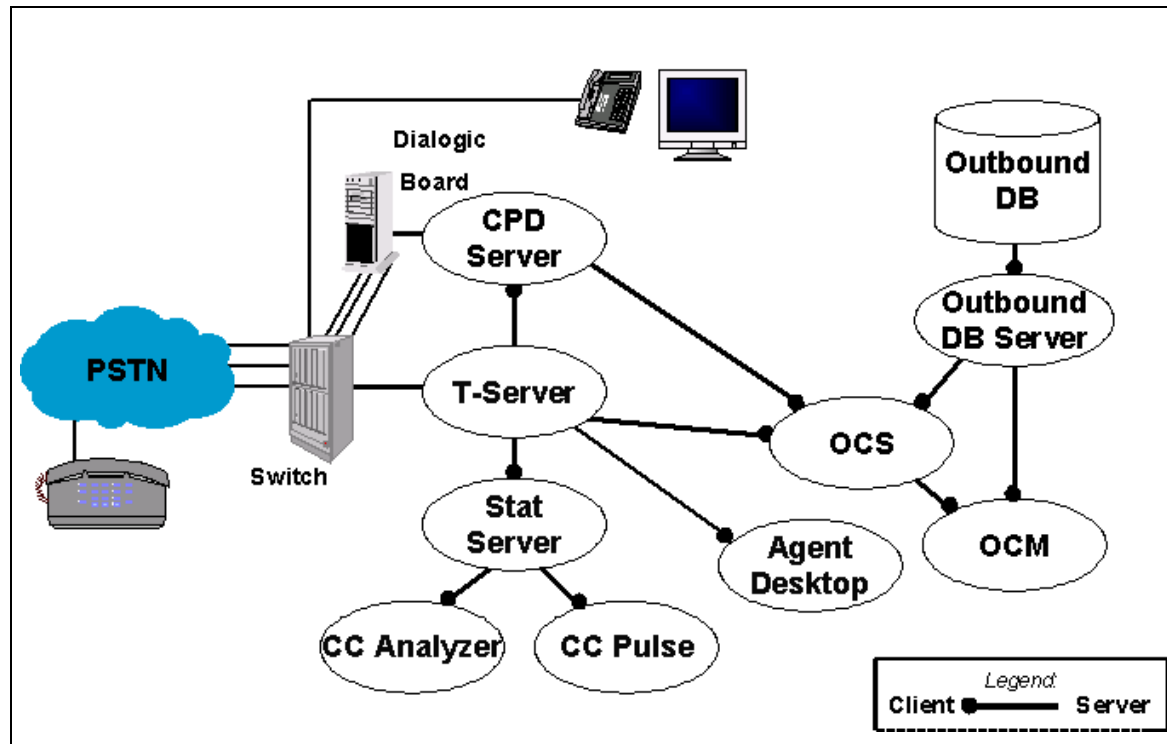 Dialogic
Board
CPD
Server
Outbound
DB
Outbound
DB Server
PSTN
T-Server
OCS
Switch
Stat
Server
Agent
Desktop
OCM
CC Analyzer
CC Pulse
Legend:
Client Server